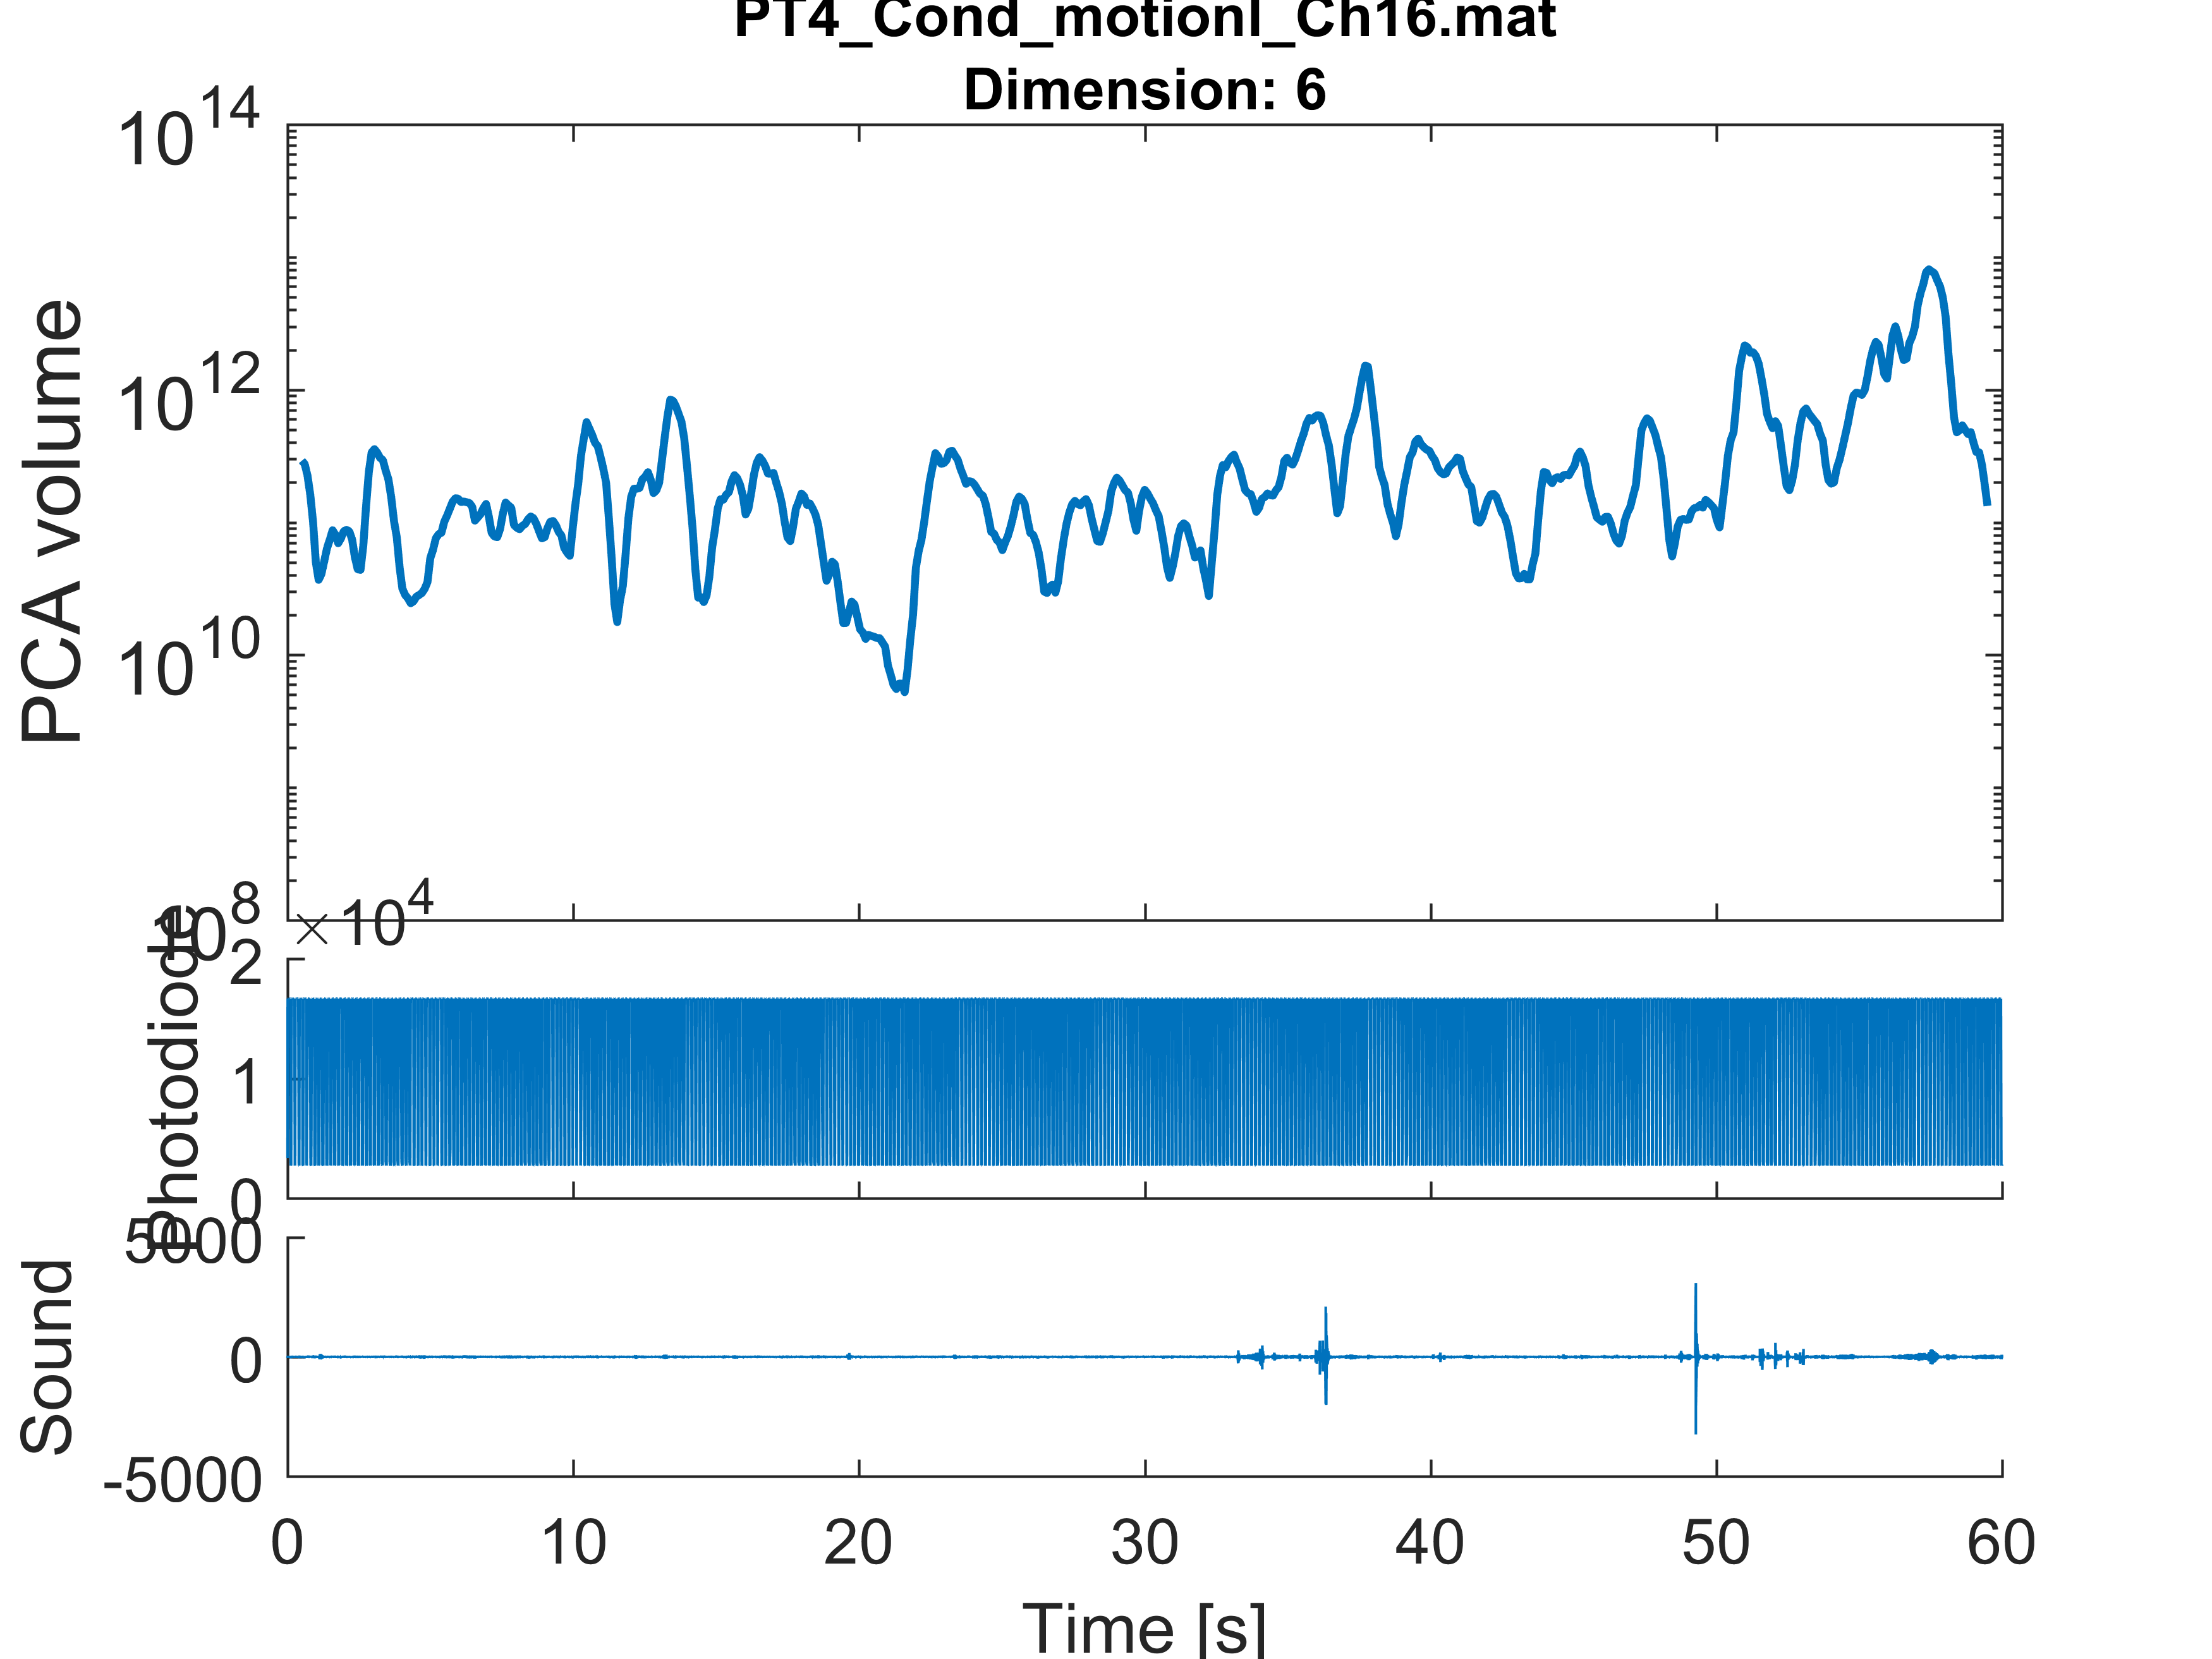 PT4_Cond_motionI_Ch16.mat
Dimension: 6
PCA volume
10^14
10^12
10^10
10^8
×10^4
Photodiode
2
1
0
Sound
5000
0
-5000
0 10 20 30 40 50 60
Time [s]